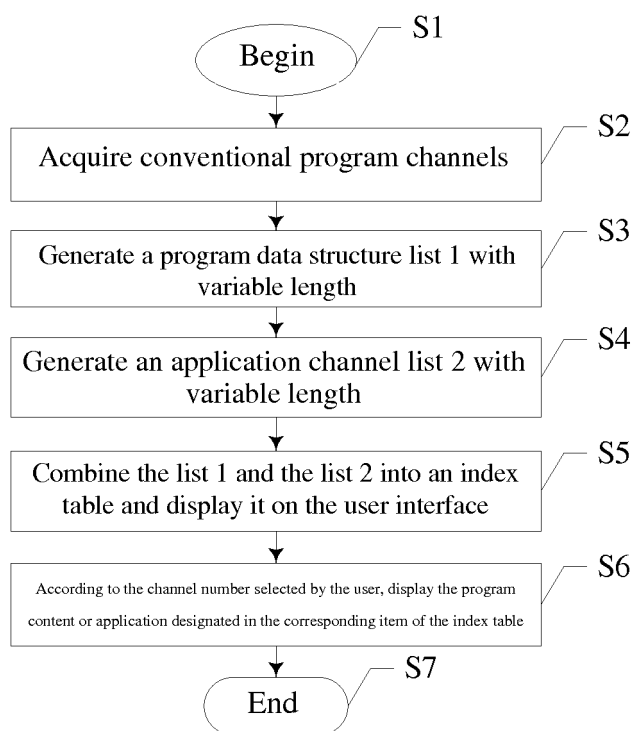 S1
Begin
S2
Acquire conventional program channels
S3
Generate a program data structure list 1 with
variable length
S4
Generate an application channel list 2 with
variable length
S5
Combine the list 1 and the list 2 into an index
table and display it on the user interface
S6
According to the channel number selected by the user, display the program
content or application designated in the corresponding item of the index table
S7
End